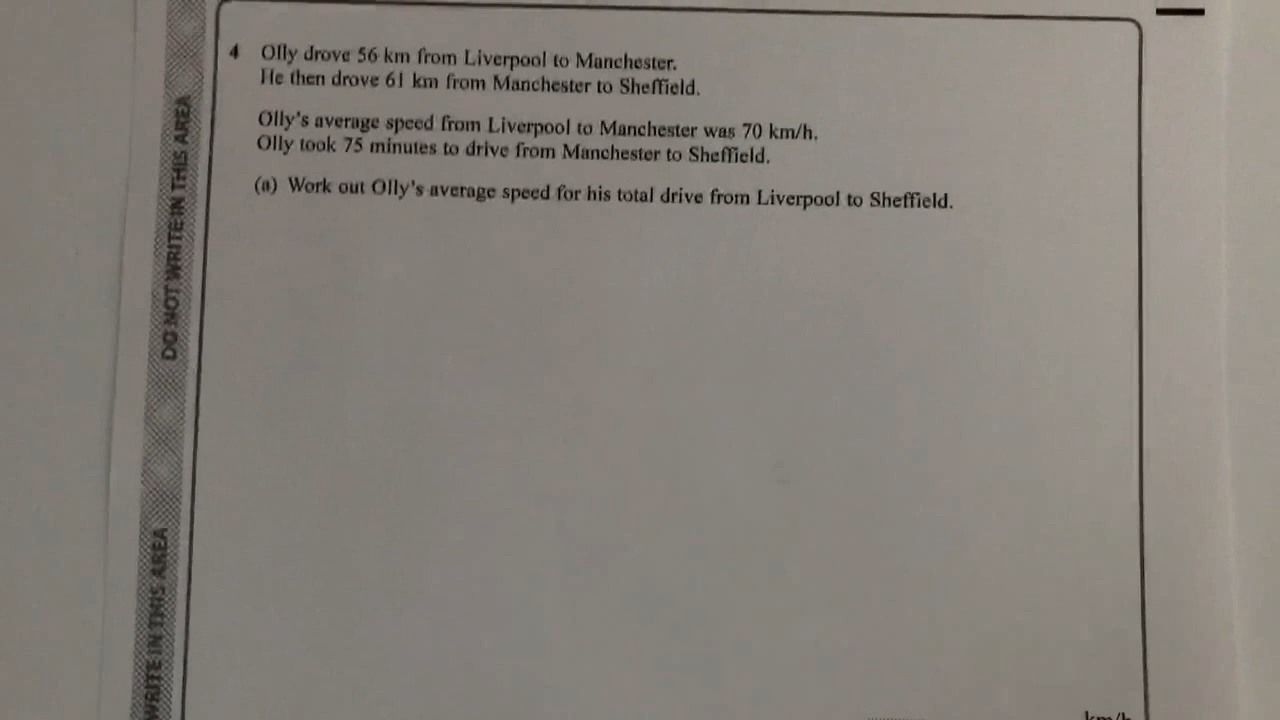 4 Olly drove 56 km from Liverpool to Manchester.
He then drove 61 km from Manchester to Sheffield.
Olly's average speed from Liverpool to Manchester was 70 km/h.
Olly took 75 minutes to drive from Manchester to Sheffield.
(a) Work out Olly's average speed for his total drive from Liverpool to Sheffield.
DO NOT WRITE IN THIS AREA
WRITE IN THIS AREA
km/h